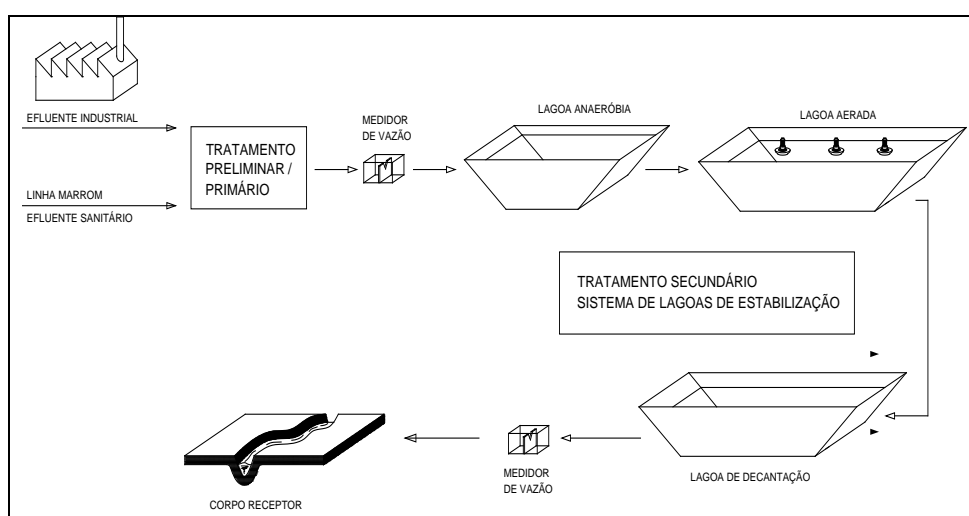 EFLUENTE INDUSTRIAL
LINHA MARROM
EFLUENTE SANITÁRIO
TRATAMENTO
PRELIMINAR /
PRIMÁRIO
MEDIDOR
DE VAZÃO
LAGOA ANAERÓBIA
LAGOA AERADA
TRATAMENTO SECUNDÁRIO
SISTEMA DE LAGOAS DE ESTABILIZAÇÃO
LAGOA DE DECANTAÇÃO
MEDIDOR
DE VAZÃO
CORPO RECEPTOR